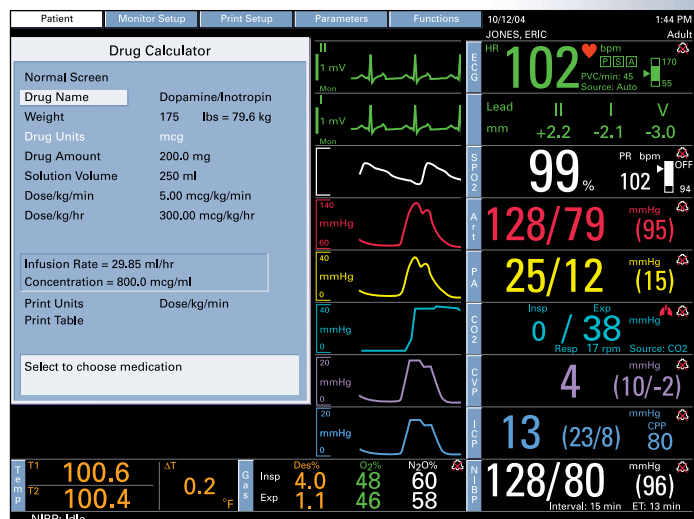 Patient Monitor Setup Print Setup Parameters Functions 10/12/04 1:44 PM
JONES, ERIC Adult
Drug Calculator
Normal Screen
Drug Name Dopamine/Inotropin
Weight 175 lbs = 79.6 kg
Drug Units mcg
Drug Amount 200.0 mg
Solution Volume 250 ml
Dose/kg/min 5.00 mcg/kg/min
Dose/kg/hr 300.00 mcg/kg/hr
Infusion Rate = 29.85 ml/hr
Concentration = 800.0 mcg/ml
Print Units Dose/kg/min
Print Table
Select to choose medication
II
1 mV
Mon
I
1 mV
Mon
140
mmHg
60
40
mmHg
0
40
mmHg
0
20
mmHg
0
20
mmHg
0
ECG
HR 102 bpm
P S A
PVC/min: 45
Source: Auto
170
55
Lead II I V
mm +2.2 -2.1 -3.0
SPO2
99 %
PR bpm
102
OFF
94
Art
128/79 mmHg
(95)
PA
25/12 mmHg
(15)
CO2
Insp Exp
0 / 38 mmHg
Resp 17 rpm Source: CO2
CVP
4 mmHg
(10/-2)
ICP
13 (23/8) mmHg
CPP
80
Temp
T1 100.6
T2 100.4
ΔT
0.2 °F
Gas
Des% O2% N2O%
Insp 4.0 48 60
Exp 1.1 46 58
NIBP
128/80 mmHg
(96)
Interval: 15 min ET: 13 min
NIBP: Idle